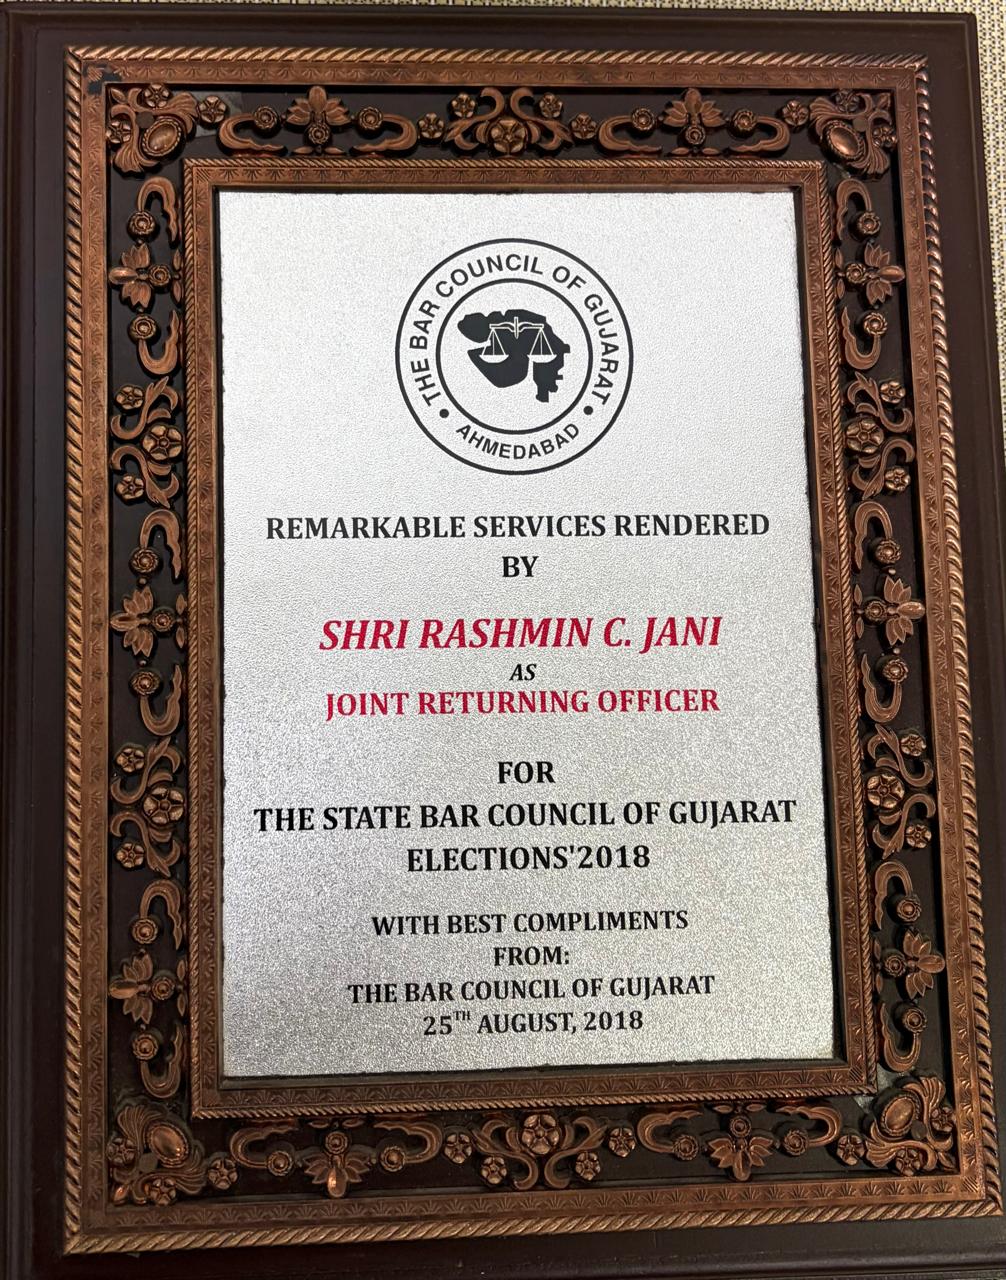 THE BAR COUNCIL OF GUJARAT
• AHMEDABAD •
REMARKABLE SERVICES RENDERED
BY
SHRI RASHMIN C. JANI
AS
JOINT RETURNING OFFICER
FOR
THE STATE BAR COUNCIL OF GUJARAT
ELECTIONS'2018
WITH BEST COMPLIMENTS
FROM:
THE BAR COUNCIL OF GUJARAT
25TH AUGUST, 2018